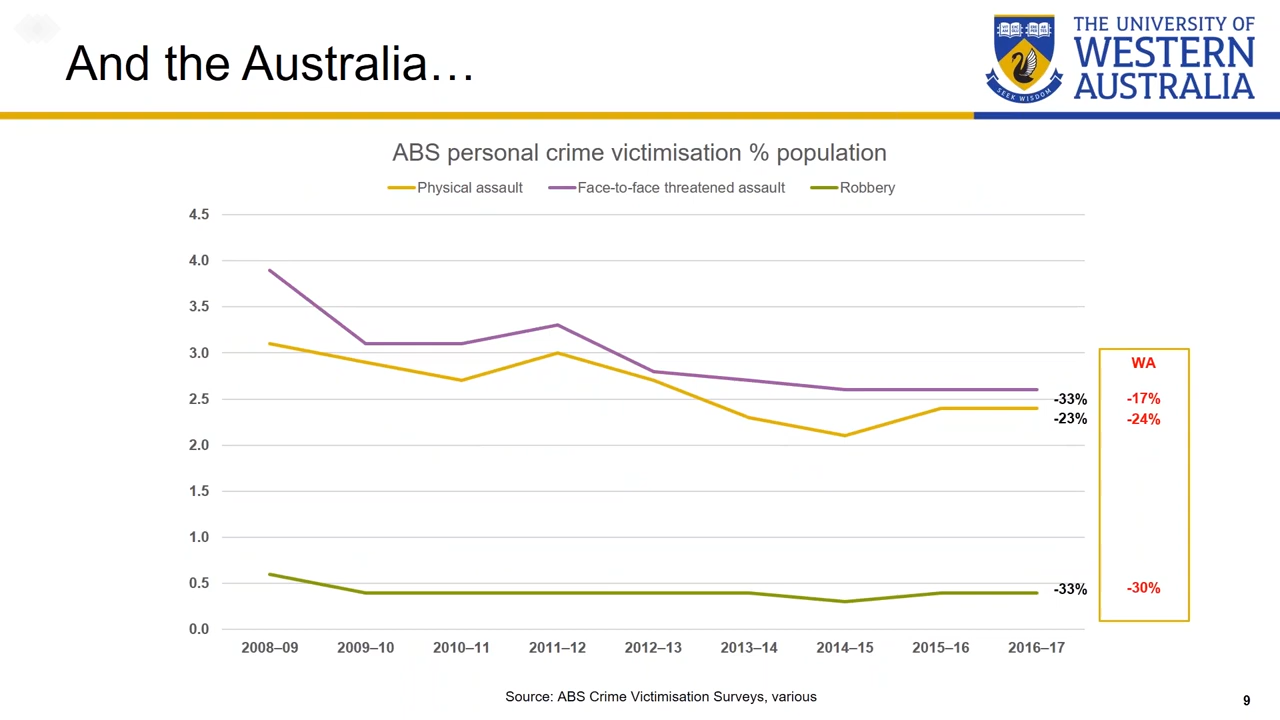 And the Australia…
THE UNIVERSITY OF
WESTERN
AUSTRALIA
SEEK WISDOM
ABS personal crime victimisation % population
Physical assault
Face-to-face threatened assault
Robbery
4.5
4.0
3.5
3.0
2.5
2.0
1.5
1.0
0.5
0.0
-33%
-23%
-33%
WA
-17%
-24%
-30%
2008–09 2009–10 2010–11 2011–12 2012–13 2013–14 2014–15 2015–16 2016–17
Source: ABS Crime Victimisation Surveys, various
9